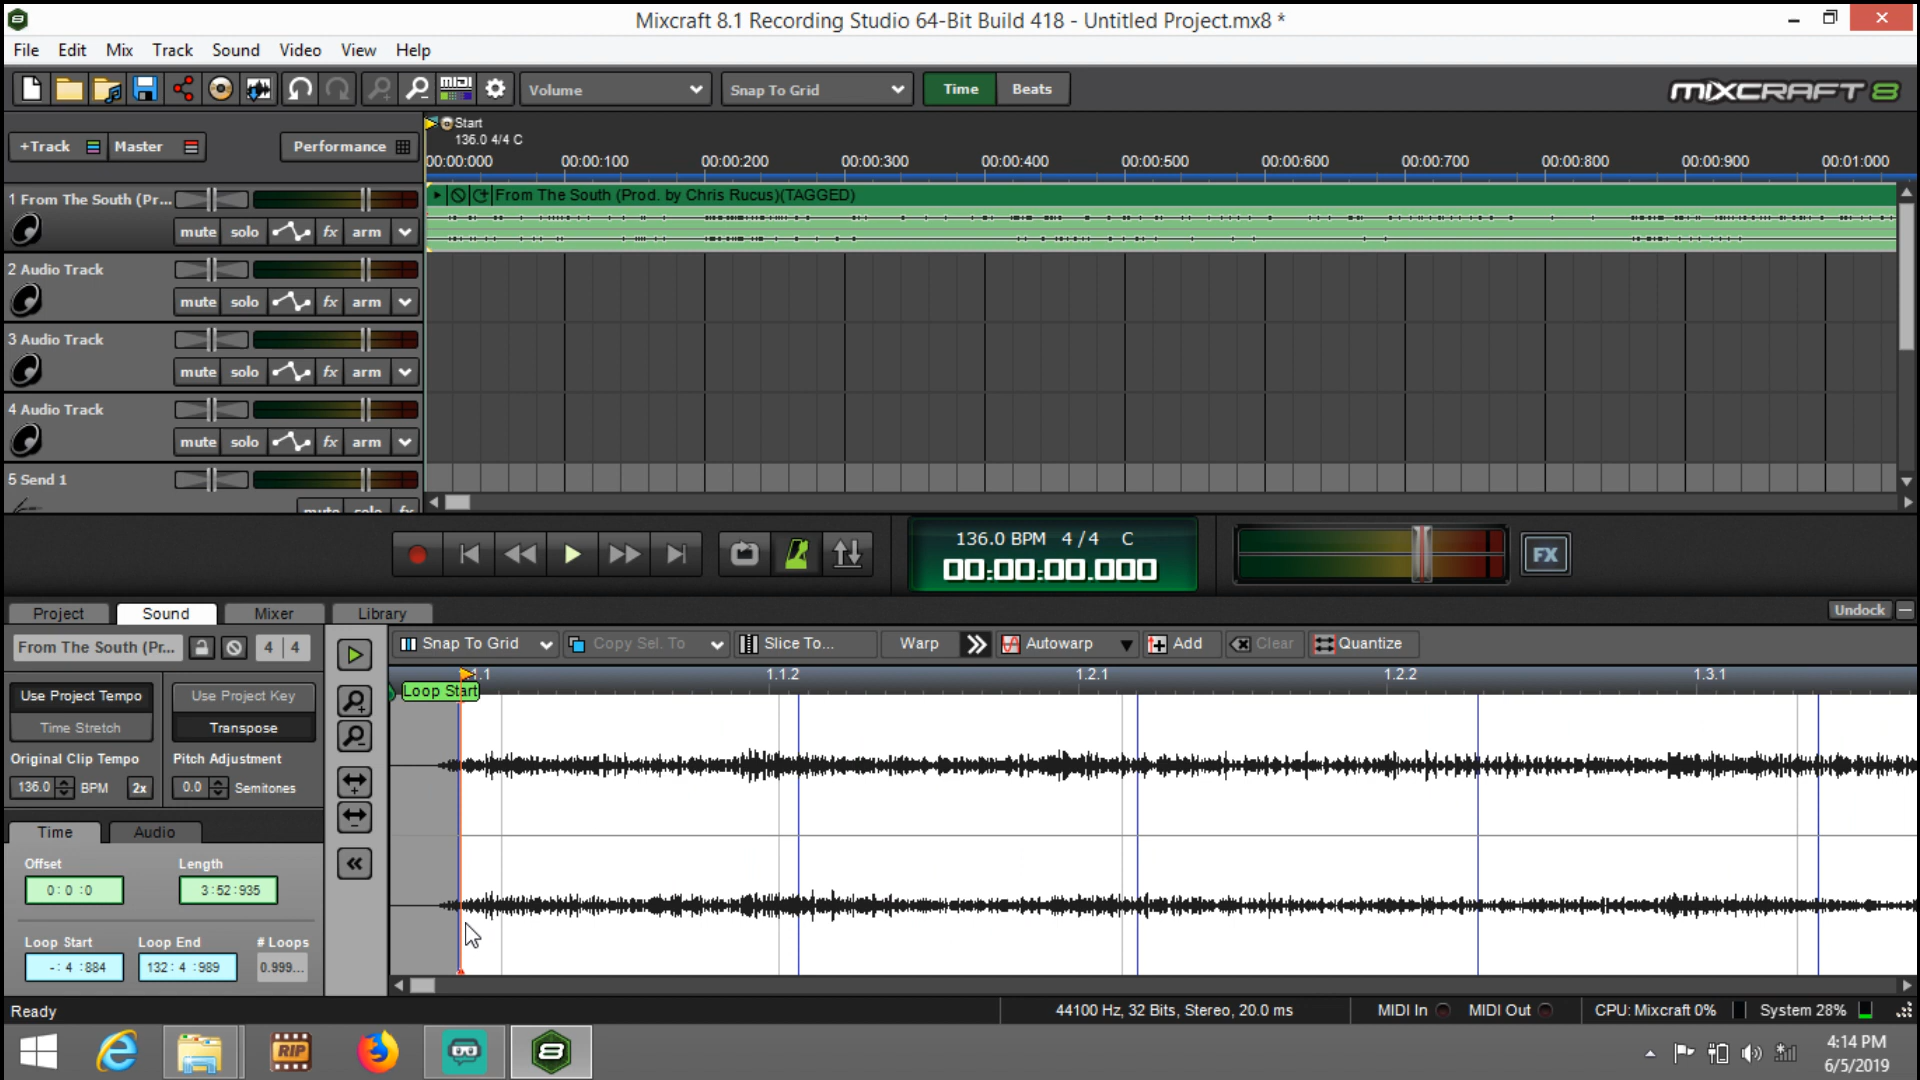 Mixcraft 8.1 Recording Studio 64-Bit Build 418 - Untitled Project.mx8 *
File Edit Mix Track Sound Video View Help
MIDI Volume Snap To Grid Time Beats MIXCRAFT 8
Start
136.0 4/4 C
+Track Master Performance
00:00:000 00:00:100 00:00:200 00:00:300 00:00:400 00:00:500 00:00:600 00:00:700 00:00:800 00:00:900 00:01:000
1 From The South (Pr... From The South (Prod. by Chris Rucus)(TAGGED)
mute solo fx arm
2 Audio Track
mute solo fx arm
3 Audio Track
mute solo fx arm
4 Audio Track
mute solo fx arm
5 Send 1
mute solo fx
136.0 BPM 4/4 C
00:00:00.000
FX
Project Sound Mixer Library Undock
From The South (Pr... 4 4 Snap To Grid Copy Sel. To Slice To... Warp Autowarp Add Clear Quantize
1.1 1.1.2 1.2.1 1.2.2 1.3.1
Loop Start
Use Project Tempo Use Project Key
Time Stretch Transpose
Original Clip Tempo Pitch Adjustment
136.0 BPM 2x 0.0 Semitones
Time Audio
Offset Length
0: 0 :0 3:52:935
Loop Start Loop End # Loops
-: 4 :884 132: 4 :989 0.999...
Ready 44100 Hz, 32 Bits, Stereo, 20.0 ms MIDI In MIDI Out CPU: Mixcraft 0% System 28%
RIP 8
4:14 PM
6/5/2019